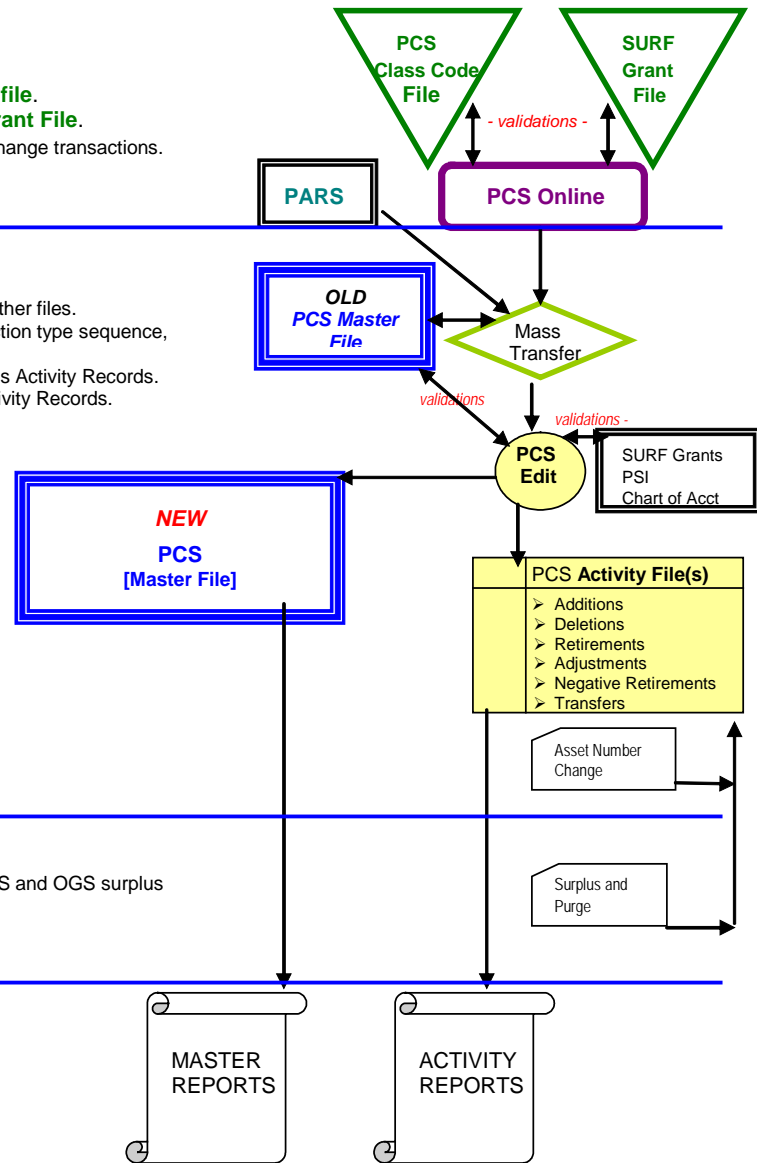 PCS
Class Code
File
SURF
Grant
File
file.
rant File.
- validations -
hange transactions.
PARS
PCS Online
OLD
PCS Master
File
ther files.
tion type sequence,
Mass
Transfer
s Activity Records.
ivity Records.
validations
validations -
PCS
Edit
SURF Grants
PSI
Chart of Acct
NEW
PCS
[Master File]
PCS Activity File(s)
➢ Additions
➢ Deletions
➢ Retirements
➢ Adjustments
➢ Negative Retirements
➢ Transfers
Asset Number
Change
S and OGS surplus
Surplus and
Purge
MASTER
REPORTS
ACTIVITY
REPORTS